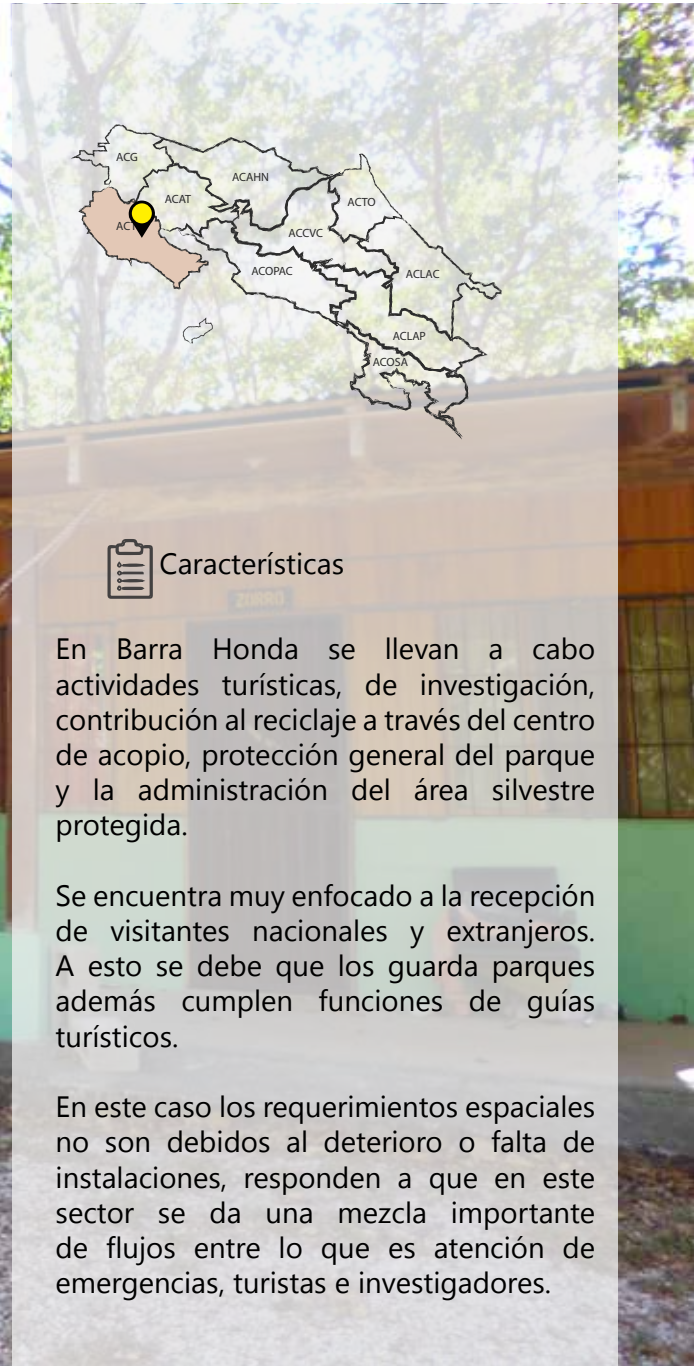 ACG
ACAHN
ACAT
ACTO
ACT
ACCVC
ACOPAC
ACLAC
ACLAP
ACOSA
Características
ZORRO
En Barra Honda se llevan a cabo
actividades turísticas, de investigación,
contribución al reciclaje a través del centro
de acopio, protección general del parque
y la administración del área silvestre
protegida.
Se encuentra muy enfocado a la recepción
de visitantes nacionales y extranjeros.
A esto se debe que los guarda parques
además cumplen funciones de guías
turísticos.
En este caso los requerimientos espaciales
no son debidos al deterioro o falta de
instalaciones, responden a que en este
sector se da una mezcla importante
de flujos entre lo que es atención de
emergencias, turistas e investigadores.